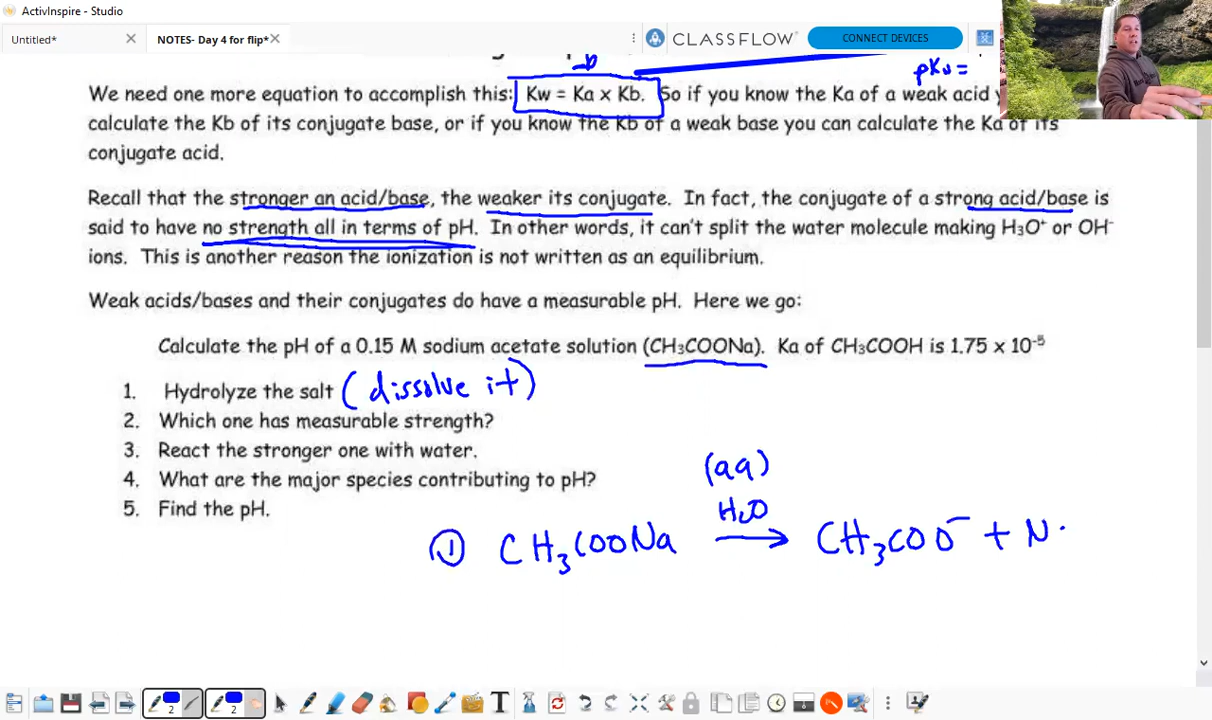 ActivInspire - Studio
Untitled*
NOTES- Day 4 for flip*
CLASSFLOW
CONNECT DEVICES
pKw =
We need one more equation to accomplish this: Kw = Ka x Kb. So if you know the Ka of a weak acid
calculate the Kb of its conjugate base, or if you know the Kb of a weak base you can calculate the Ka of its
conjugate acid.
Recall that the stronger an acid/base, the weaker its conjugate. In fact, the conjugate of a strong acid/base is
said to have no strength all in terms of pH. In other words, it can't split the water molecule making H₃O⁺ or OH⁻
ions. This is another reason the ionization is not written as an equilibrium.
Weak acids/bases and their conjugates do have a measurable pH. Here we go:
Calculate the pH of a 0.15 M sodium acetate solution (CH₃COONa). Ka of CH₃COOH is 1.75 x 10⁻⁵
1. Hydrolyze the salt (dissolve it)
2. Which one has measurable strength?
3. React the stronger one with water.
4. What are the major species contributing to pH?
5. Find the pH.
(aq)
H₂O
① CH₃COONa → CH₃COO⁻ + N
2
2
T